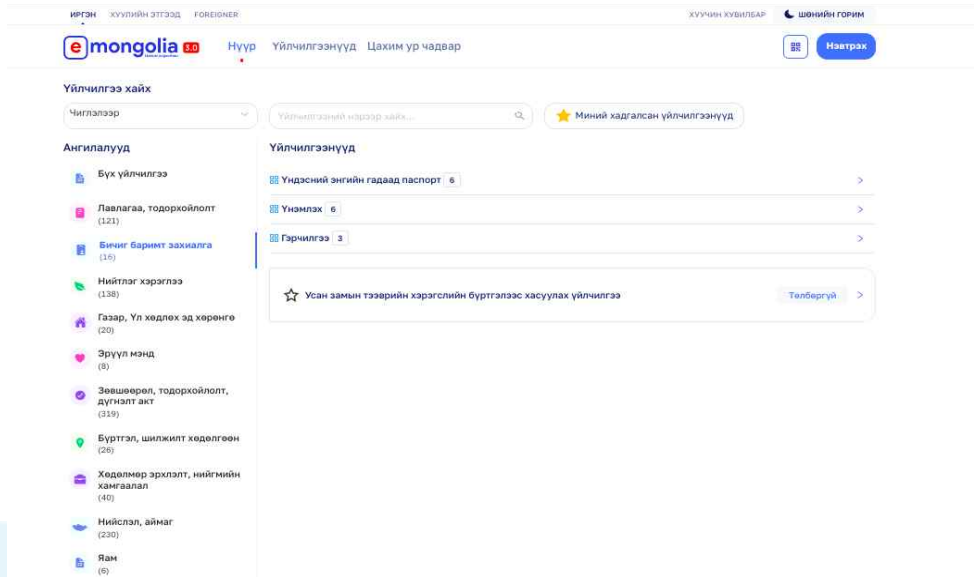 ИРГЭН ХУУЛИЙН ЭТГЭЭД FOREIGNER ХУУЧИН ХУВИЛБАР ШӨНИЙН ГОРИМ
e mongolia 3.0 Нүүр Үйлчилгээнүүд Цахим ур чадвар Нэвтрэх
Үйлчилгээ хайх
Чиглэлээр Үйлчилгээний нэрээр хайх... Миний хадгалсан үйлчилгээнүүд
Ангилалууд
Бүх үйлчилгээ
Лавлагаа, тодорхойлолт
(121)
Бичиг баримт захиалга
(16)
Нийтлэг хэрэглээ
(138)
Газар, Үл хөдлөх эд хөрөнгө
(20)
Эрүүл мэнд
(8)
Зөвшөөрөл, тодорхойлолт,
дүгнэлт акт
(319)
Бүртгэл, шилжилт хөдөлгөөн
(26)
Хөдөлмөр эрхлэлт, нийгмийн
хамгаалал
(40)
Нийслэл, аймаг
(230)
Яам
(6)
Үйлчилгээнүүд
Үндэсний энгийн гадаад паспорт 6
Үнэмлэх 6
Гэрчилгээ 3
Усан замын тээврийн хэрэгслийн бүртгэлээс хасуулах үйлчилгээ Төлбөргүй